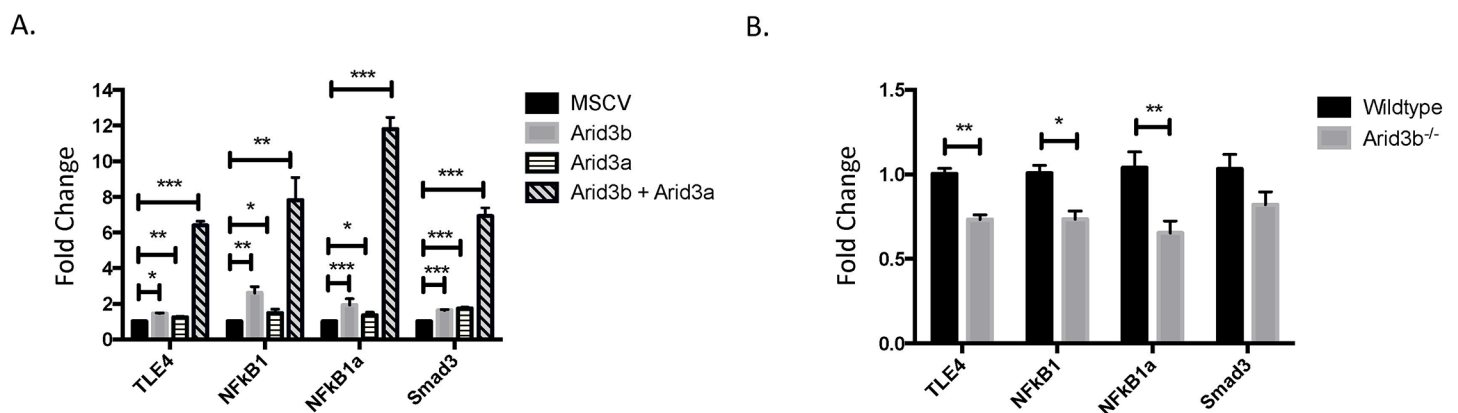 A.
Fold Change
14
12
10
8
6
4
2
0
***
**
*
**
*
**
***
*
***
***
***
***
TLE4
NFkB1
NFkB1a
Smad3
MSCV
Arid3b
Arid3a
Arid3b + Arid3a
B.
Fold Change
1.5
1.0
0.5
0.0
**
*
**
TLE4
NFkB1
NFkB1a
Smad3
Wildtype
Arid3b-/-